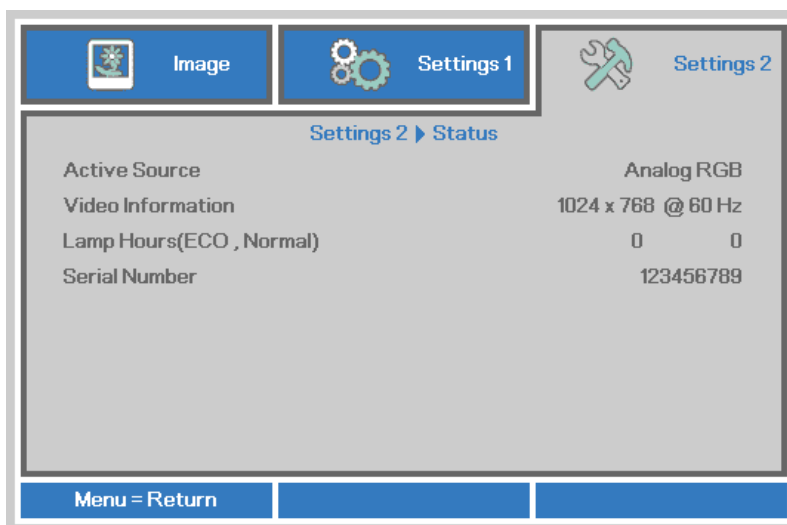 Image
Settings 1
Settings 2
Settings 2 ▶ Status
Active Source Analog RGB
Video Information 1024 x 768 @ 60 Hz
Lamp Hours(ECO , Normal) 0 0
Serial Number 123456789
Menu = Return